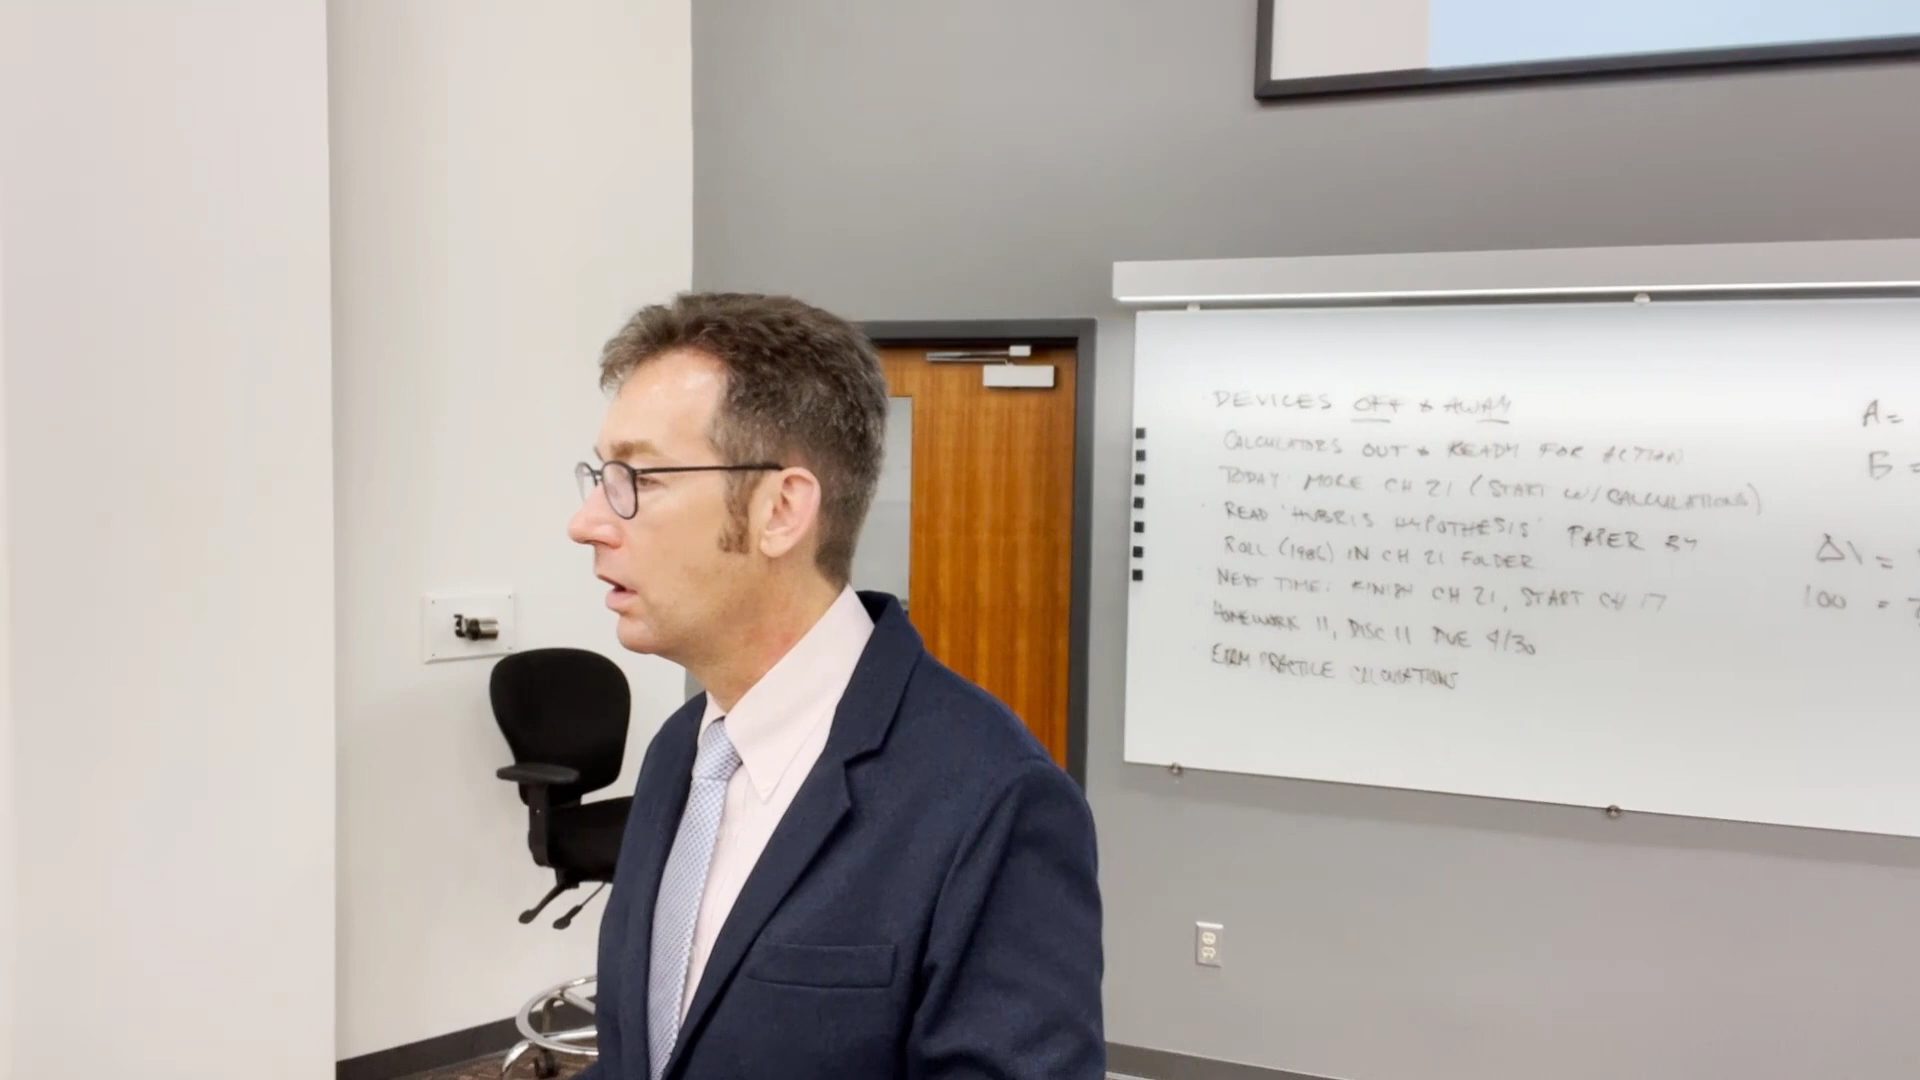 DEVICES OFF & AWAY
CALCULATORS OUT & READY FOR ACTION
TODAY: MORE CH 21 (START W/ CALCULATIONS)
READ "HUBRIS HYPOTHESIS" PAPER BY
ROLL (1986) IN CH 21 FOLDER
NEXT TIME: FINISH CH 21, START CH 17
HOMEWORK 11, DISC 11 DUE 4/30
EXAM PRACTICE CALCULATIONS
A=
B=
Δ1 =
100 =